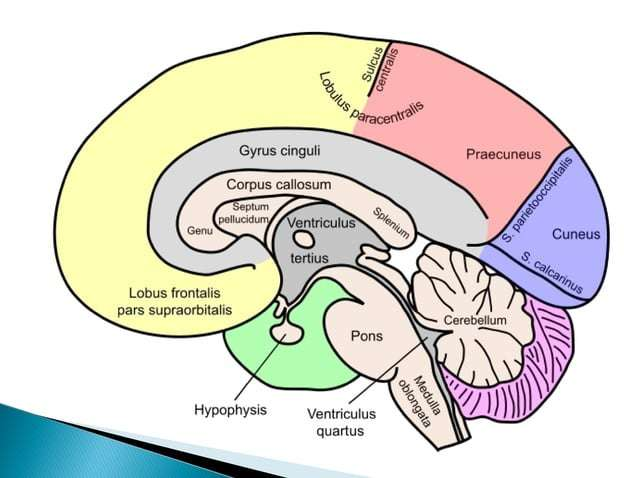 Sulcus
centralis
Lobulus paracentralis
Gyrus cinguli
Praecuneus
Corpus callosum
S. parietooccipitalis
Septum
pellucidum
Genu
Splenium
Ventriculus
tertius
Cuneus
S. calcarinus
Lobus frontalis
pars supraorbitalis
Cerebellum
Pons
Medulla
oblongata
Hypophysis
Ventriculus
quartus